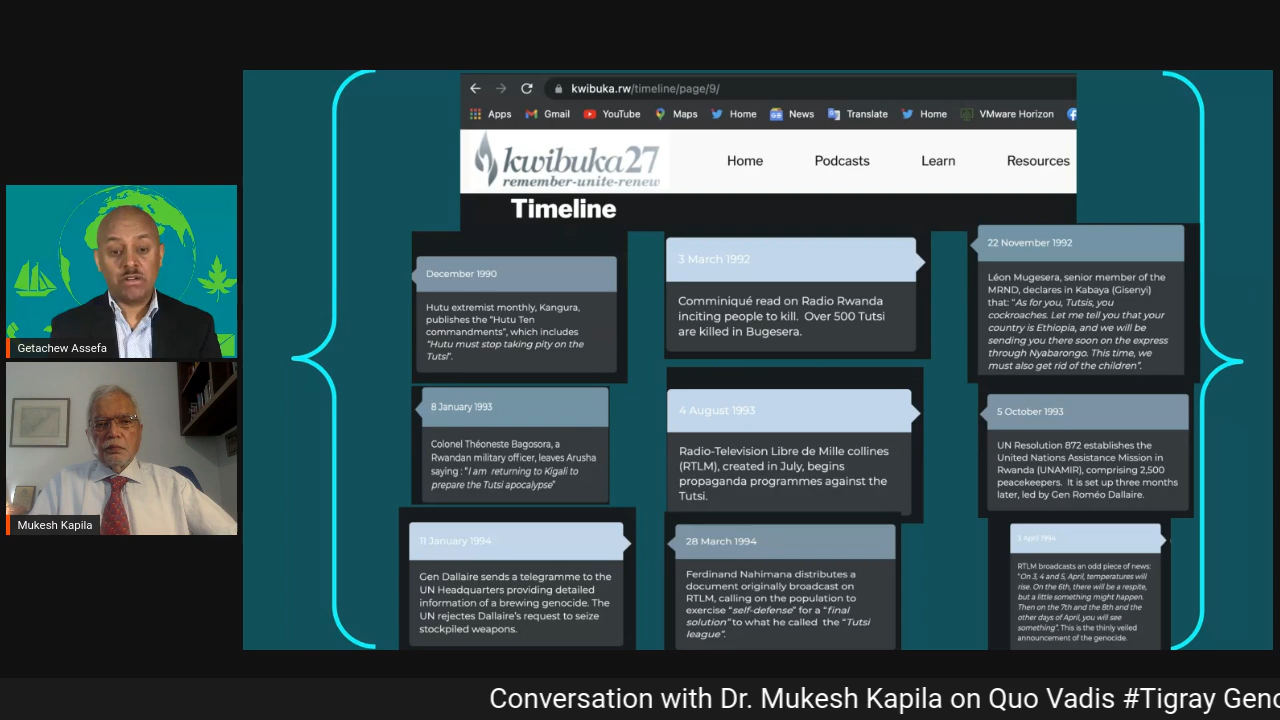 kwibuka.rw/timeline/page/9/
Apps Gmail YouTube Maps Home News Translate Home VMware Horizon
kwibuka27
remember-unite-renew
Home Podcasts Learn Resources
Timeline
December 1990
Hutu extremist monthly, Kangura,
publishes the "Hutu Ten
commandments", which includes
"Hutu must stop taking pity on the
Tutsi".
3 March 1992
Comminiqué read on Radio Rwanda
inciting people to kill. Over 500 Tutsi
are killed in Bugesera.
22 November 1992
Léon Mugesera, senior member of the
MRND, declares in Kabaya (Gisenyi)
that: "As for you, Tutsis, you
cockroaches. Let me tell you that your
country is Ethiopia, and we will be
sending you there soon on the express
through Nyabarongo. This time, we
must also get rid of the children".
8 January 1993
Colonel Théoneste Bagosora, a
Rwandan military officer, leaves Arusha
saying : "I am returning to Kigali to
prepare the Tutsi apocalypse"
4 August 1993
Radio-Television Libre de Mille collines
(RTLM), created in July, begins
propaganda programmes against the
Tutsi.
5 October 1993
UN Resolution 872 establishes the
United Nations Assistance Mission in
Rwanda (UNAMIR), comprising 2,500
peacekeepers. It is set up three months
later, led by Gen Roméo Dallaire.
11 January 1994
Gen Dallaire sends a telegramme to the
UN Headquarters providing detailed
information of a brewing genocide. The
UN rejectes Dallaire's request to seize
stockpiled weapons.
28 March 1994
Ferdinand Nahimana distributes a
document originally broadcast on
RTLM, calling on the population to
exercise "self-defense" for a "final
solution" to what he called the "Tutsi
league".
3 April 1994
RTLM broadcasts an odd piece of news:
"On 3, 4 and 5, April, temperatures will
rise. On the 6th, there will be a respite,
but a little something might happen.
Then on the 7th and the 8th and the
other days of April, you will see
something". This is the thinly veiled
announcement of the genocide.
Getachew Assefa
Mukesh Kapila
Conversation with Dr. Mukesh Kapila on Quo Vadis #Tigray Geno